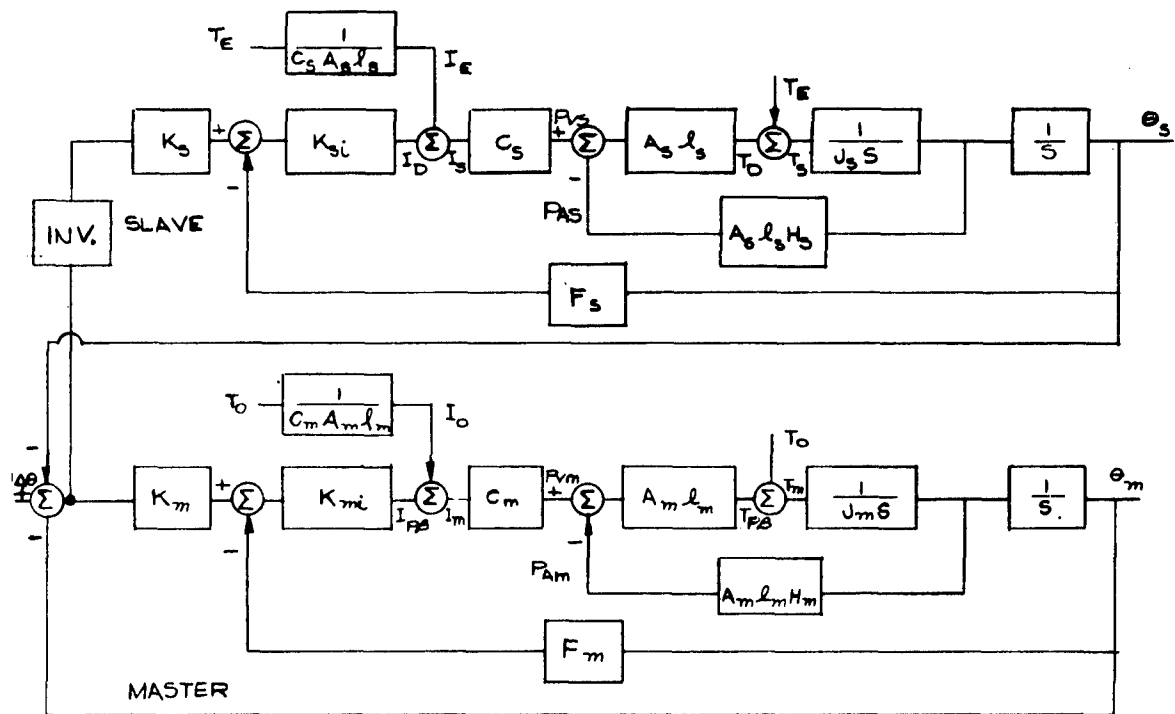 T_E
1 / C_s A_s l_s
I_E
T_E
K_s
+
Σ
K_si
I_D
Σ
I_s
C_s
P_vs
+
Σ
A_s l_s
T_D
Σ
T_s
1 / J_s S
1 / S
Θ_s
-
-
INV.
SLAVE
P_AS
A_s l_s H_s
F_s
T_O
1 / C_m A_m l_m
I_O
T_O
-
Δθ
Σ
K_m
+
Σ
K_mi
I_FB
Σ
I_m
C_m
P_vm
+
Σ
A_m l_m
T_FB
Σ
T_m
1 / J_m S
1 / S.
Θ_m
-
-
-
P_Am
A_m l_m H_m
F_m
MASTER